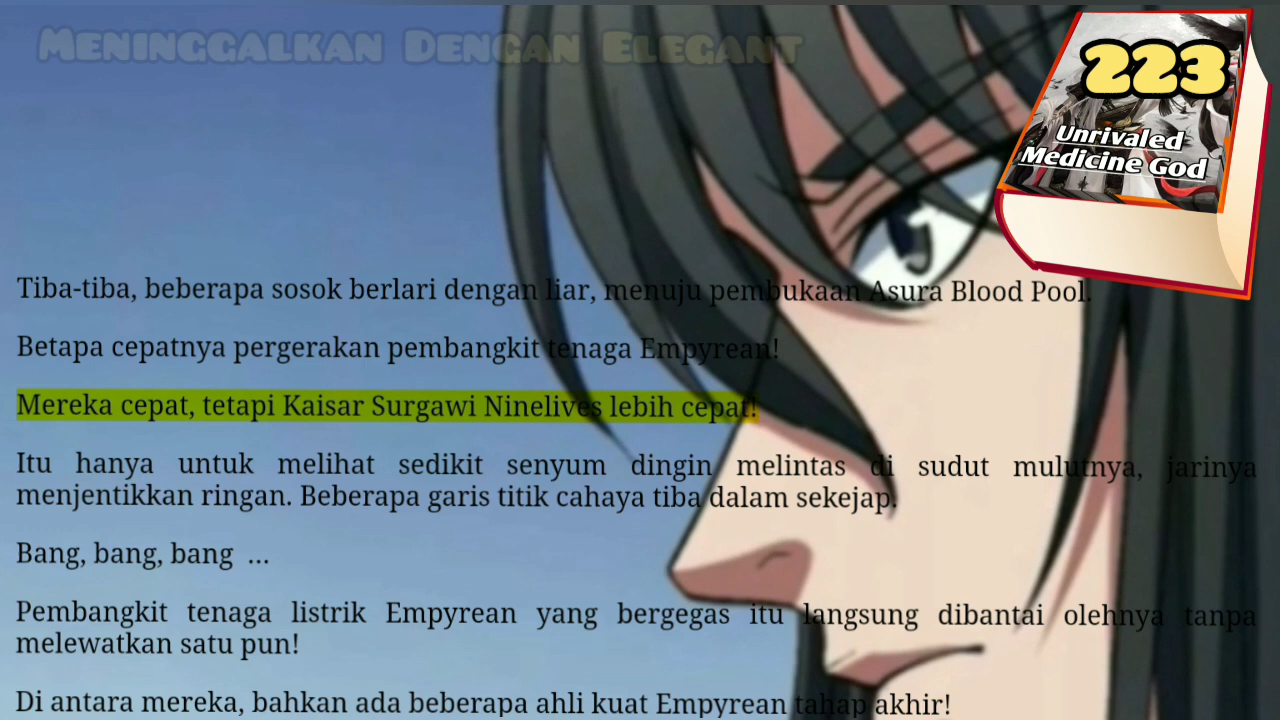 Meninggalkan Dengan Elegant
223
Unrivaled
Medicine God
Tiba-tiba, beberapa sosok berlari dengan liar, menuju pembukaan Asura Blood Pool.
Betapa cepatnya pergerakan pembangkit tenaga Empyrean!
Mereka cepat, tetapi Kaisar Surgawi Ninelives lebih cepat!
Itu hanya untuk melihat sedikit senyum dingin melintas di sudut mulutnya, jarinya
menjentikkan ringan. Beberapa garis titik cahaya tiba dalam sekejap.
Bang, bang, bang ...
Pembangkit tenaga listrik Empyrean yang bergegas itu langsung dibantai olehnya tanpa
melewatkan satu pun!
Di antara mereka, bahkan ada beberapa ahli kuat Empyrean tahap akhir!